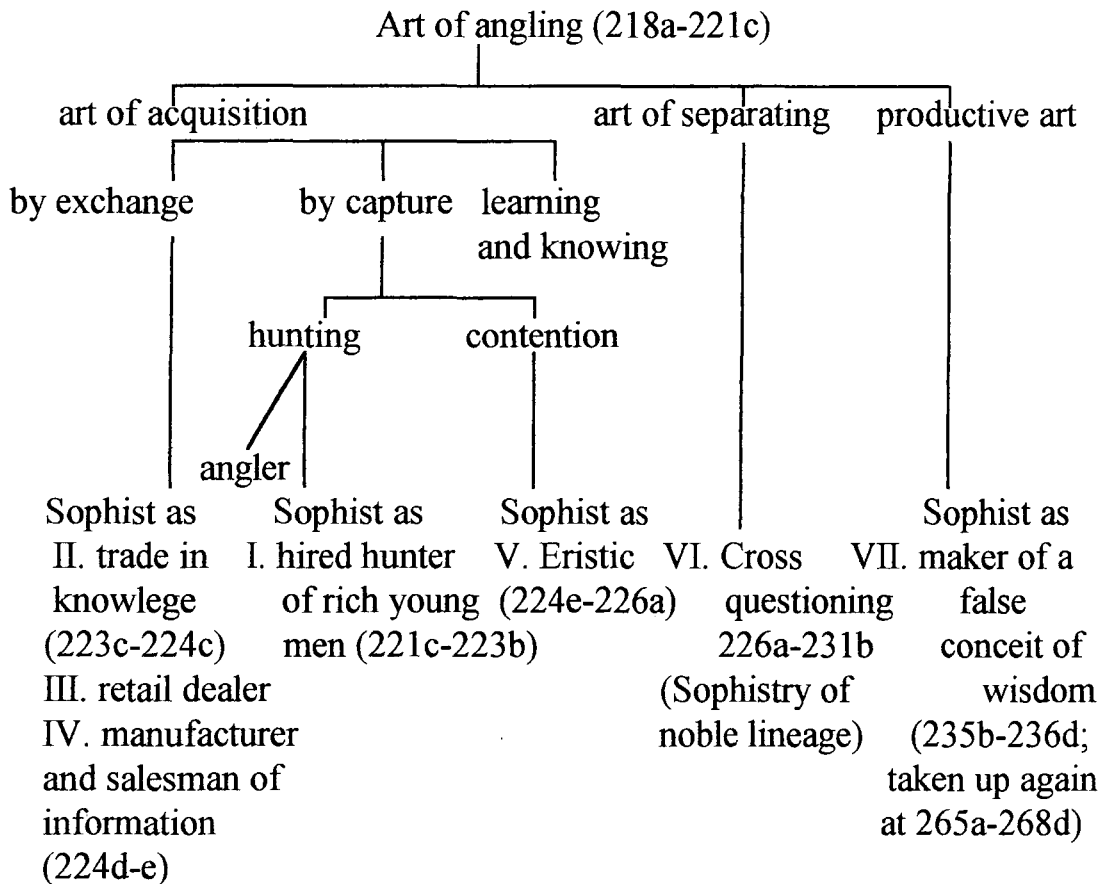 Art of angling (218a-221c)
art of acquisition
art of separating
productive art
by exchange
by capture
learning
and knowing
hunting
contention
angler
Sophist as
II. trade in
knowlege
(223c-224c)
III. retail dealer
IV. manufacturer
and salesman of
information
(224d-e)
Sophist as
I. hired hunter
of rich young
men (221c-223b)
Sophist as
V. Eristic
(224e-226a)
VI. Cross
questioning
226a-231b
(Sophistry of
noble lineage)
Sophist as
VII. maker of a
false
conceit of
wisdom
(235b-236d;
taken up again
at 265a-268d)